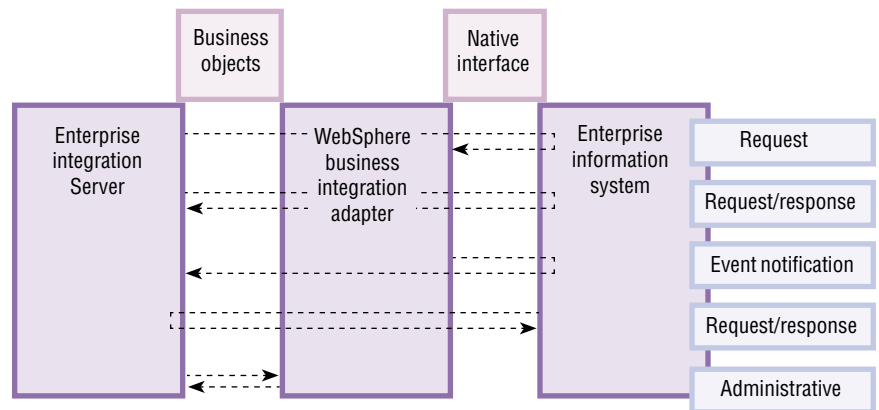 Business
objects
Native
interface
Enterprise
integration
Server
WebSphere
business
integration
adapter
Enterprise
information
system
Request
Request/response
Event notification
Request/response
Administrative